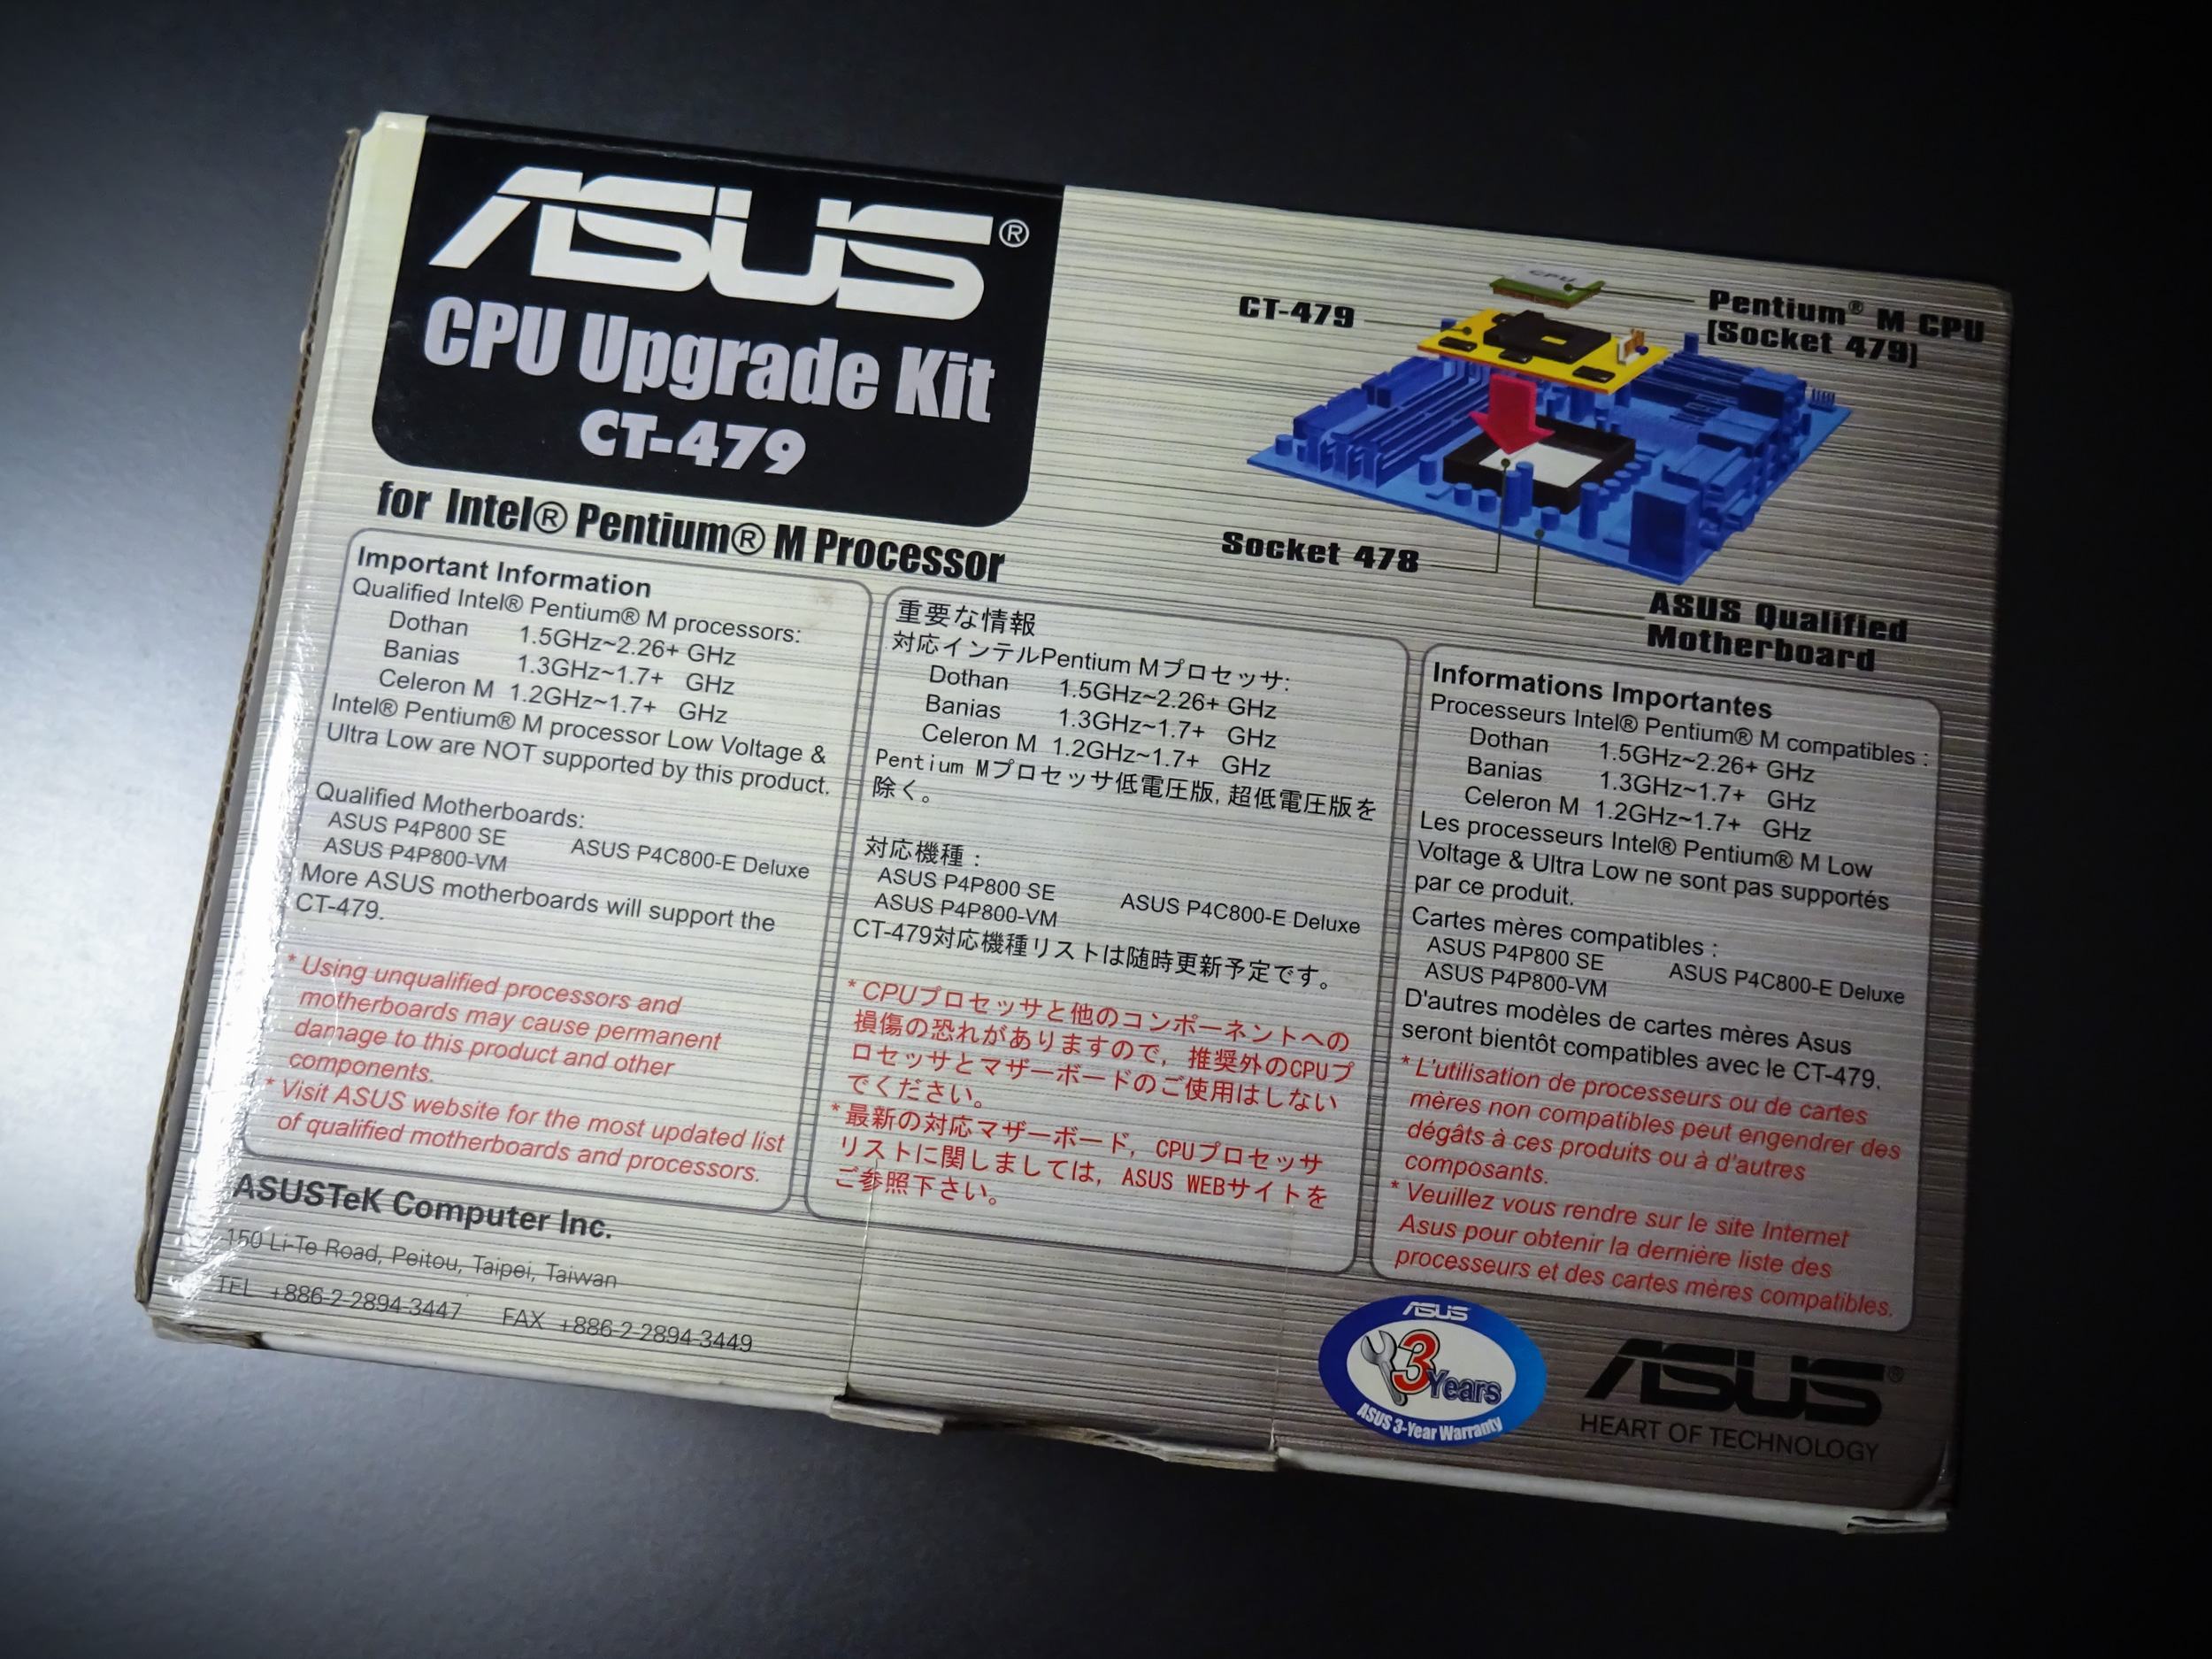 ASUS®
CPU Upgrade Kit
CT-479
for Intel® Pentium® M Processor
CPU
CT-479
Pentium® M CPU
[Socket 479]
Socket 478
ASUS Qualified
Motherboard
Important Information
Qualified Intel® Pentium® M processors:
Dothan 1.5GHz~2.26+ GHz
Banias 1.3GHz~1.7+ GHz
Celeron M 1.2GHz~1.7+ GHz
Intel® Pentium® M processor Low Voltage &
Ultra Low are NOT supported by this product.
Qualified Motherboards:
ASUS P4P800 SE ASUS P4C800-E Deluxe
ASUS P4P800-VM
More ASUS motherboards will support the
CT-479.
* Using unqualified processors and
motherboards may cause permanent
damage to this product and other
components.
* Visit ASUS website for the most updated list
of qualified motherboards and processors.
重要な情報
対応インテルPentium Mプロセッサ:
Dothan 1.5GHz~2.26+ GHz
Banias 1.3GHz~1.7+ GHz
Celeron M 1.2GHz~1.7+ GHz
Pentium Mプロセッサ低電圧版, 超低電圧版を
除く。
対応機種：
ASUS P4P800 SE ASUS P4C800-E Deluxe
ASUS P4P800-VM
CT-479対応機種リストは随時更新予定です。
* CPUプロセッサと他のコンポーネントへの
損傷の恐れがありますので, 推奨外のCPUプ
ロセッサとマザーボードのご使用はしない
でください。
* 最新の対応マザーボード, CPUプロセッサ
リストに関しましては, ASUS WEBサイトを
ご参照下さい。
Informations Importantes
Processeurs Intel® Pentium® M compatibles :
Dothan 1.5GHz~2.26+ GHz
Banias 1.3GHz~1.7+ GHz
Celeron M 1.2GHz~1.7+ GHz
Les processeurs Intel® Pentium® M Low
Voltage & Ultra Low ne sont pas supportés
par ce produit.
Cartes mères compatibles :
ASUS P4P800 SE ASUS P4C800-E Deluxe
ASUS P4P800-VM
D'autres modèles de cartes mères Asus
seront bientôt compatibles avec le CT-479.
* L'utilisation de processeurs ou de cartes
mères non compatibles peut engendrer des
dégâts à ces produits ou à d'autres
composants.
* Veuillez vous rendre sur le site Internet
Asus pour obtenir la dernière liste des
processeurs et des cartes mères compatibles.
ASUSTeK Computer Inc.
150 Li-Te Road, Peitou, Taipei, Taiwan
TEL +886-2-2894-3447 FAX +886-2-2894-3449
ASUS
3 Years
ASUS 3-Year Warranty
ASUS®
HEART OF TECHNOLOGY